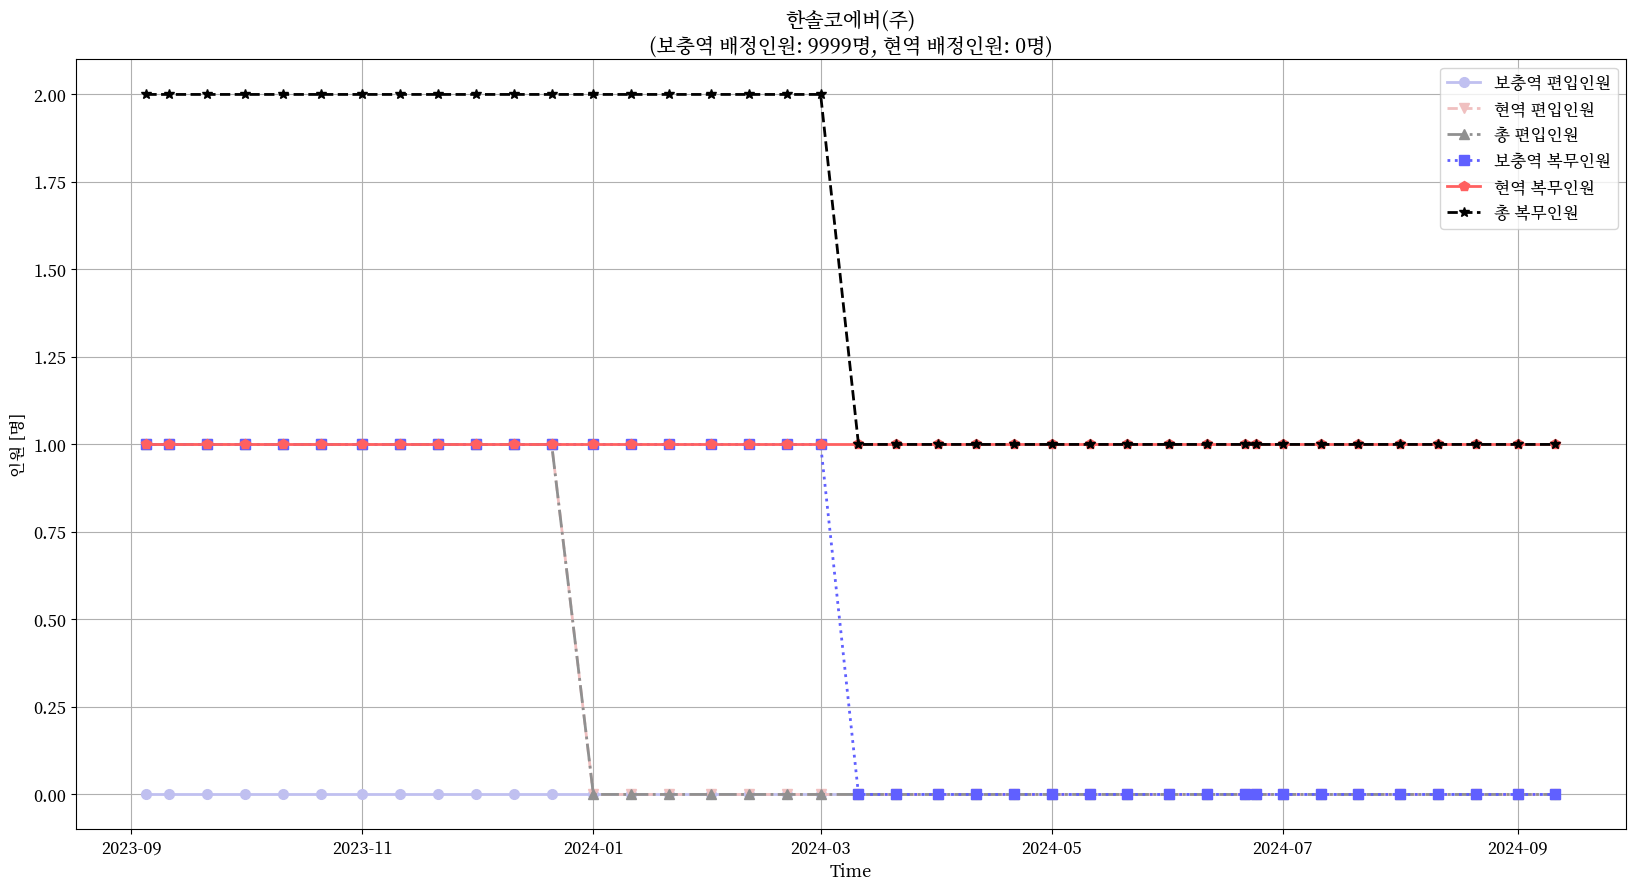 한솔코에버(주)
(보충역 배정인원: 9999명, 현역 배정인원: 0명)
보충역 편입인원
현역 편입인원
총 편입인원
보충역 복무인원
현역 복무인원
총 복무인원
2.00
1.75
1.50
1.25
1.00
0.75
0.50
0.25
0.00
인원 [명]
2023-09 2023-11 2024-01 2024-03 2024-05 2024-07 2024-09
Time